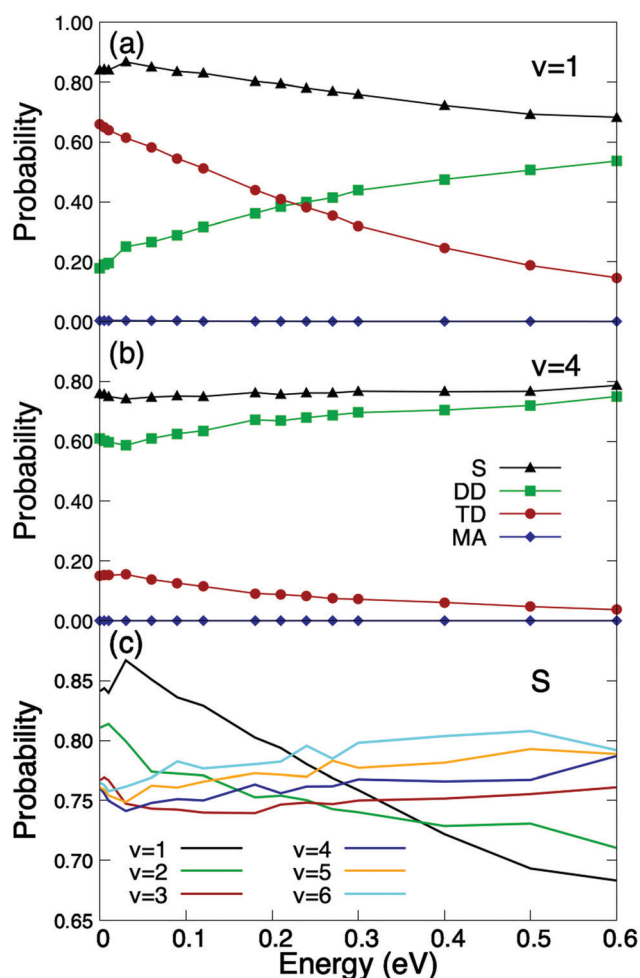 1.00
(a)
v=1
0.80
0.60
0.40
0.20
0.00
Probability
(b)
v=4
0.80
0.60
0.40
0.20
0.00
Probability
S
DD
TD
MA
(c)
S
0.85
0.80
0.75
0.70
0.65
Probability
v=1
v=2
v=3
v=4
v=5
v=6
0 0.1 0.2 0.3 0.4 0.5 0.6
Energy (eV)